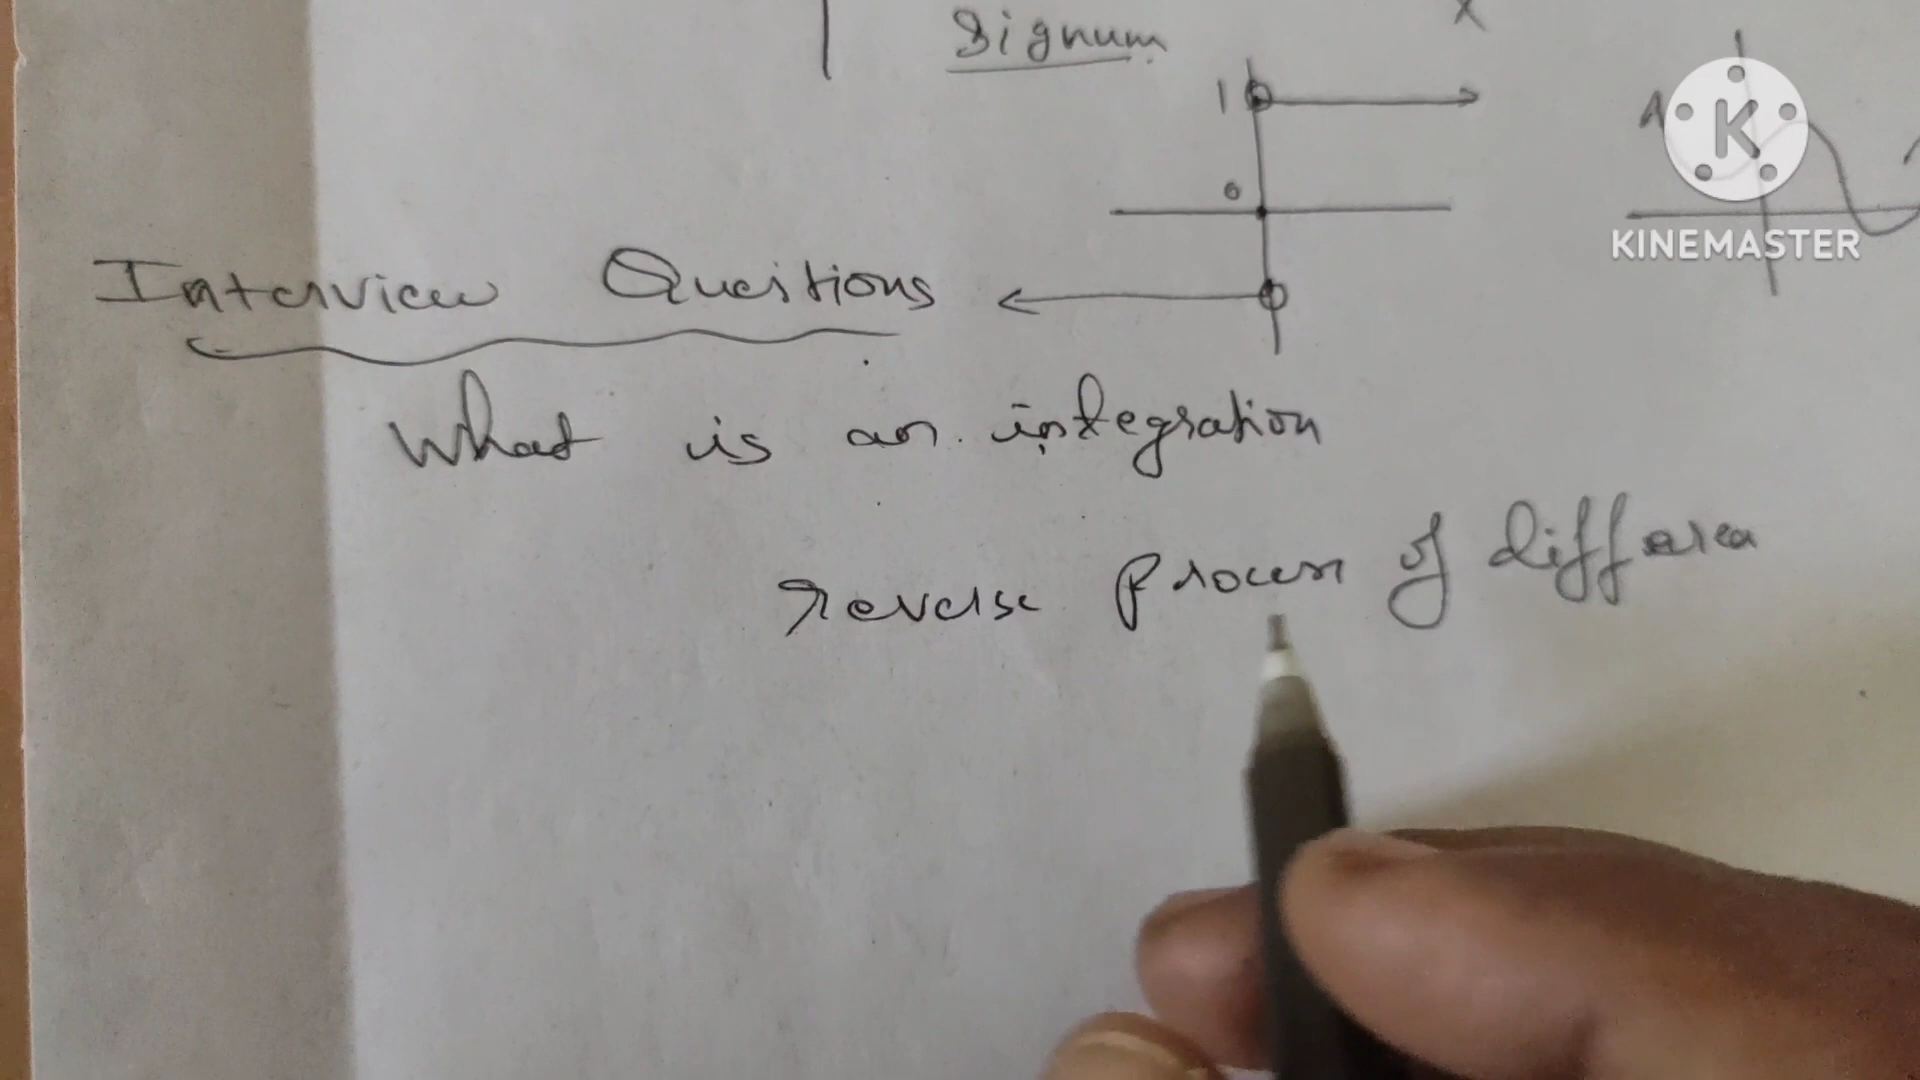 Signum
X
1
A
0
K
KINEMASTER
Interview Questions
What is an integration
reverse process of differen